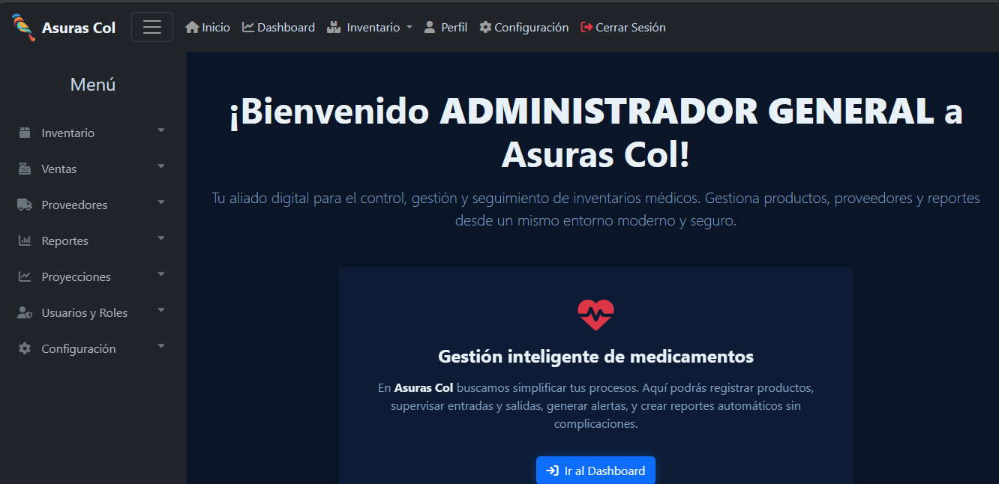 Asuras Col
Inicio Dashboard Inventario Perfil Configuración Cerrar Sesión
Menú
Inventario
Ventas
Proveedores
Reportes
Proyecciones
Usuarios y Roles
Configuración
¡Bienvenido ADMINISTRADOR GENERAL a
Asuras Col!
Tu aliado digital para el control, gestión y seguimiento de inventarios médicos. Gestiona productos, proveedores y reportes
desde un mismo entorno moderno y seguro.
Gestión inteligente de medicamentos
En Asuras Col buscamos simplificar tus procesos. Aquí podrás registrar productos,
supervisar entradas y salidas, generar alertas, y crear reportes automáticos sin
complicaciones.
Ir al Dashboard